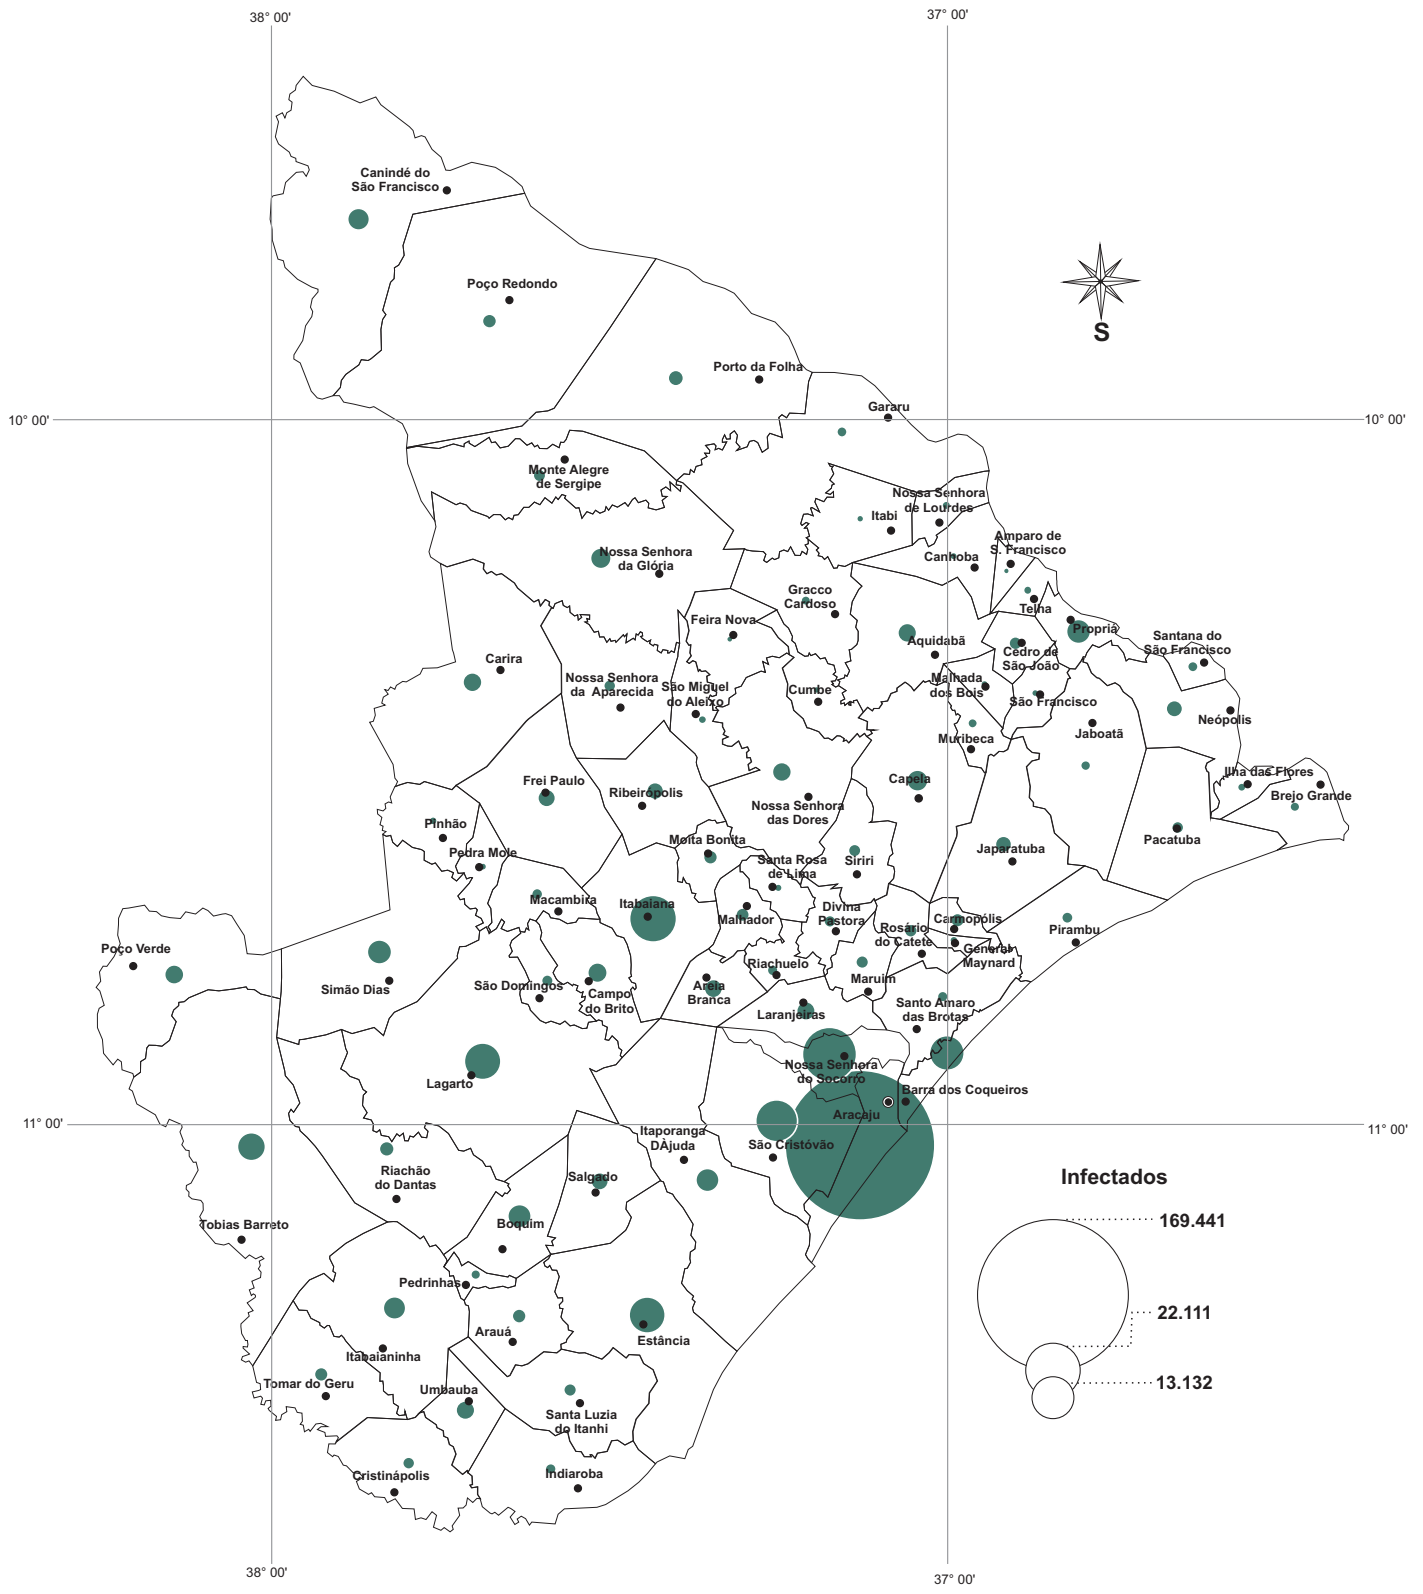 38° 00'
37° 00'
Canindé do
São Francisco
Poço Redondo
S
Porto da Folha
Gararu
10° 00'
10° 00'
Monte Alegre
de Sergipe
Nossa Senhora
de Lourdes
Itabi
Amparo de
S. Francisco
Canhoba
Nossa Senhora
da Glória
Gracco
Cardoso
Telha
Feira Nova
Propriá
Aquidabã
Santana do
São Francisco
Cedro de
São João
Carira
Nossa Senhora
da Aparecida
São Miguel
do Aleixo
Cumbe
Malhada
dos Bois
São Francisco
Neópolis
Jaboatã
Muribeca
Frei Paulo
Ribeirópolis
Capela
Ilha das Flores
Brejo Grande
Nossa Senhora
das Dores
Pinhão
Moita Bonita
Pacatuba
Pedra Mole
Santa Rosa
de Lima
Siriri
Japaratuba
Macambira
Itabaiana
Malhador
Divina
Pastora
Carmopólis
Rosário
do Catete
Pirambu
General
Maynard
Poço Verde
Simão Dias
São Domingos
Campo
do Brito
Areia
Branca
Riachuelo
Maruim
Laranjeiras
Santo Amaro
das Brotas
Lagarto
Nossa Senhora
do Socorro
Barra dos Coqueiros
Aracaju
11° 00'
11° 00'
Itaporanga
DÀjuda
São Cristóvão
Riachão
do Dantas
Salgado
Infectados
169.441
Tobias Barreto
Boquim
Pedrinhas
22.111
Arauá
Estância
Itabaianinha
Tomar do Geru
Umbauba
13.132
Santa Luzia
do Itanhi
Cristinápolis
Indiaroba
38° 00'
37° 00'